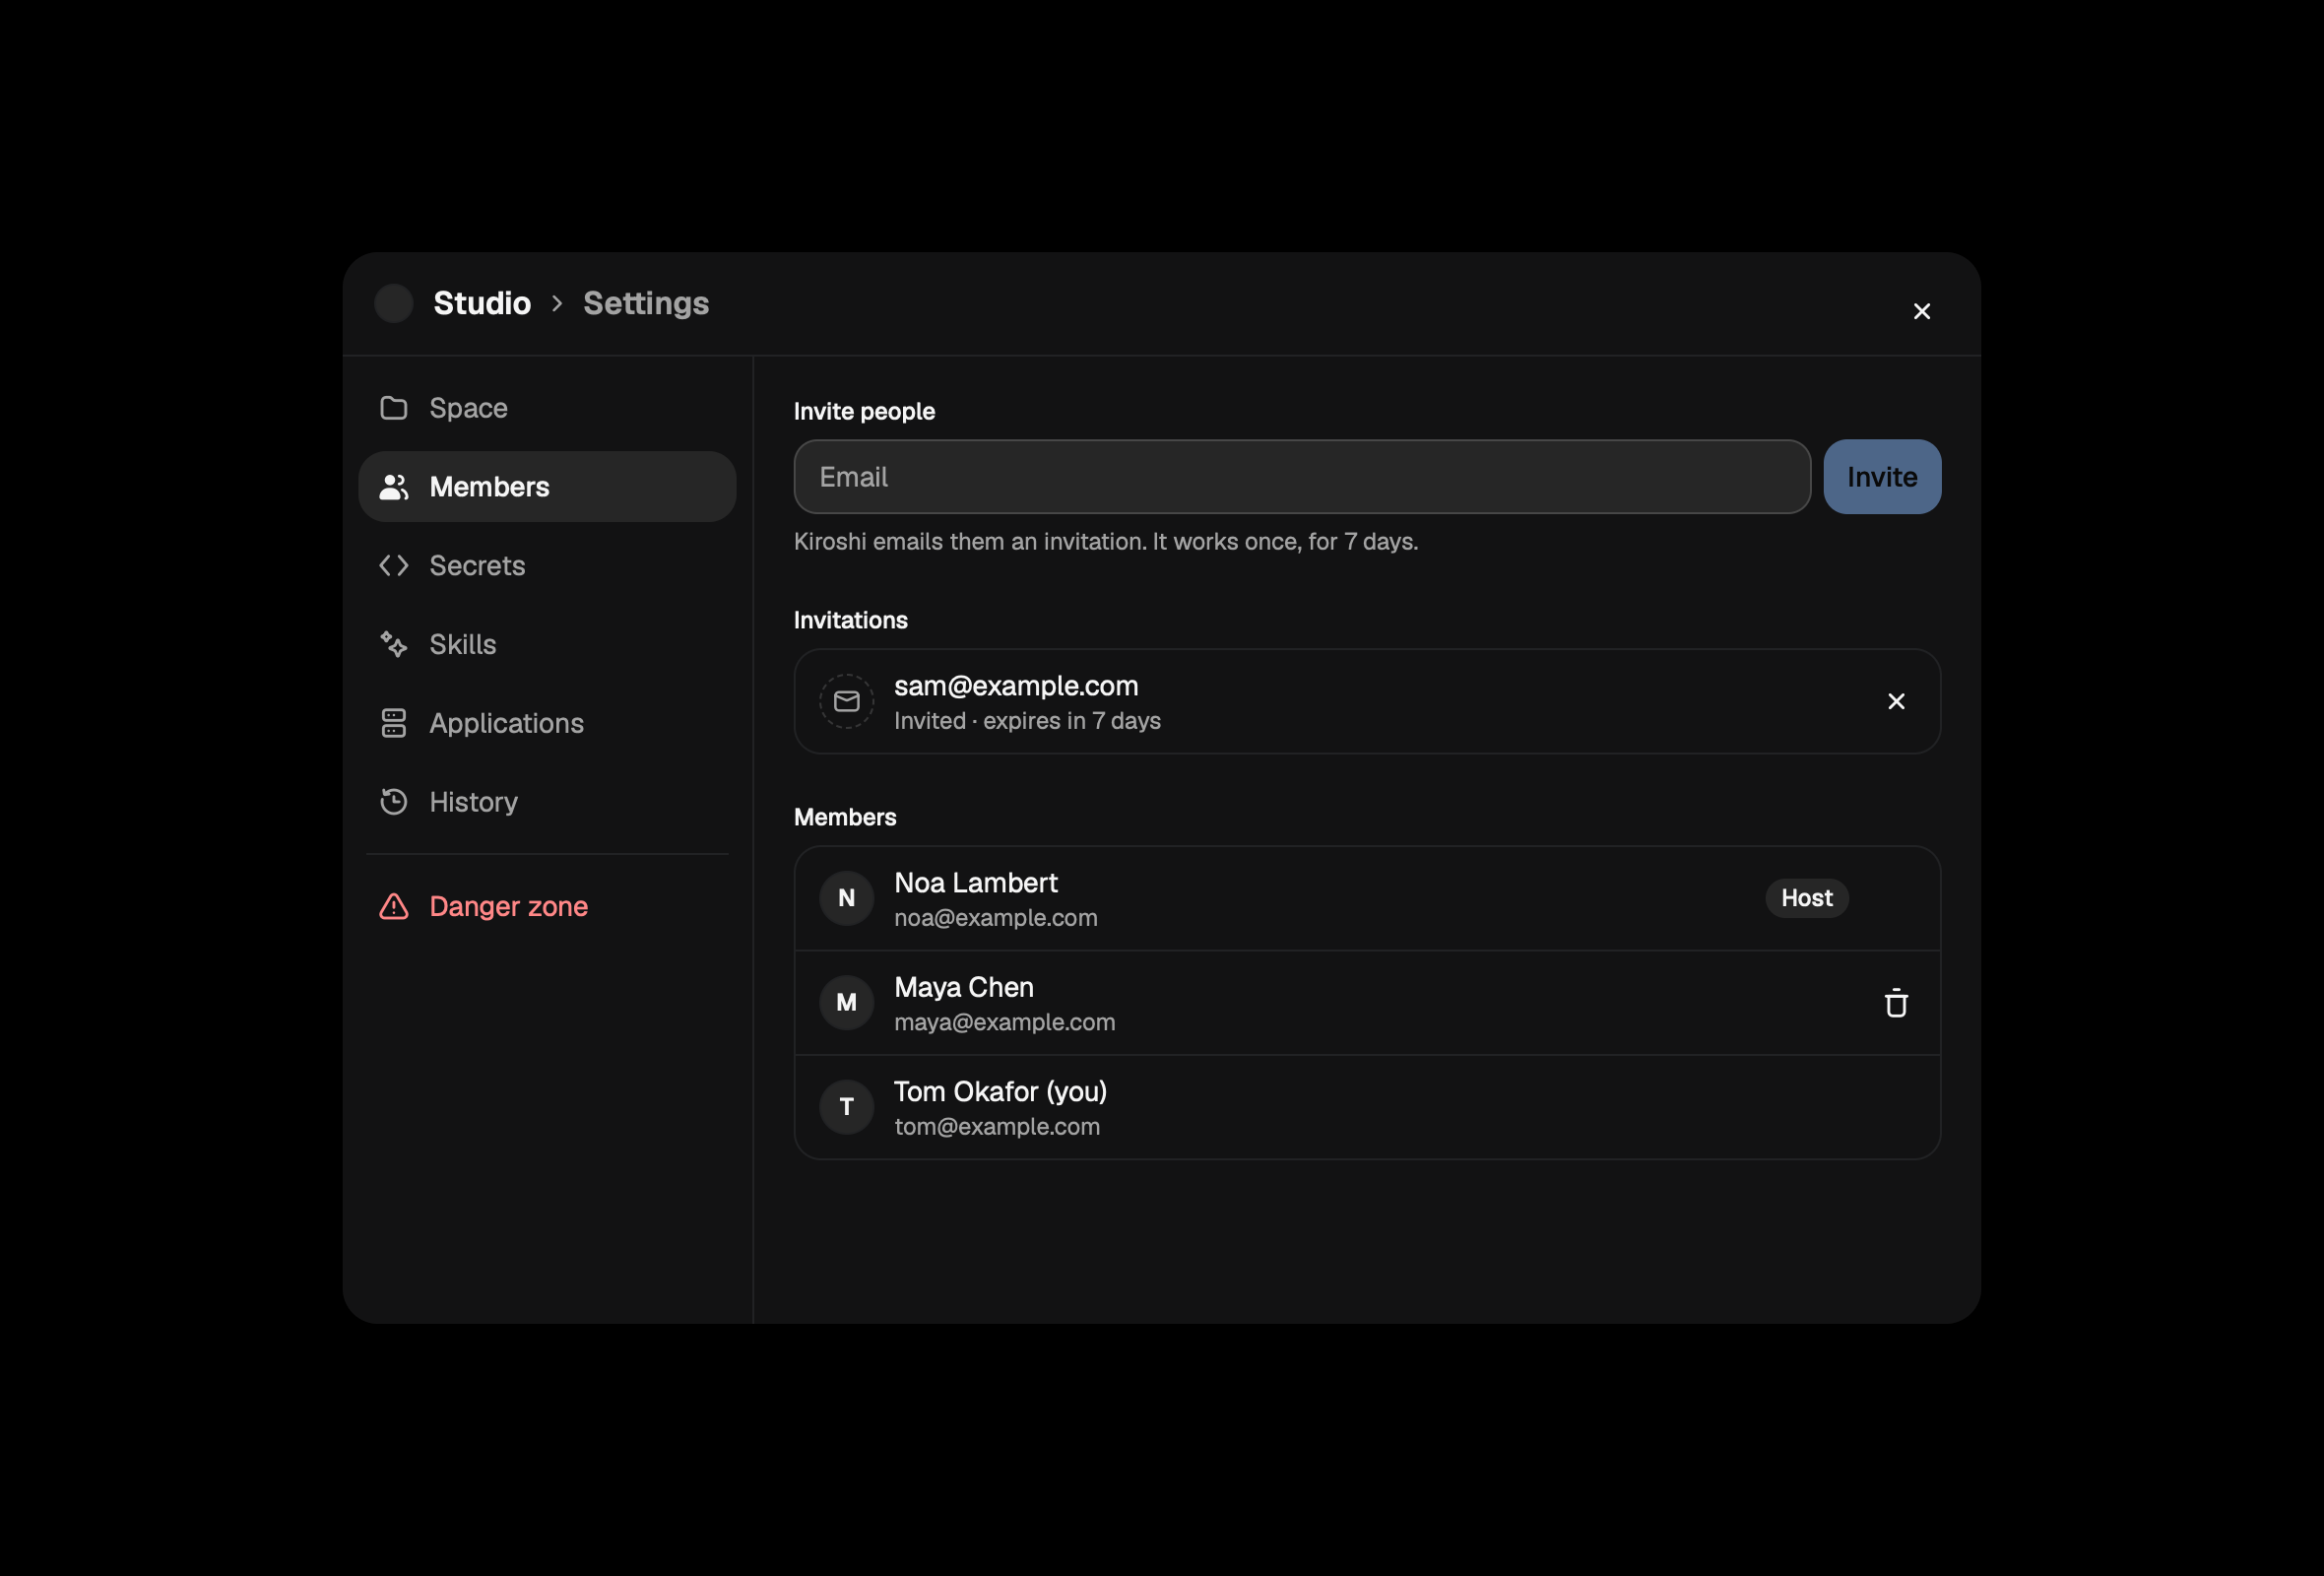 Studio > Settings
Space
Members
Secrets
Skills
Applications
History
Danger zone
Invite people
Email
Invite
Kiroshi emails them an invitation. It works once, for 7 days.
Invitations
sam@example.com
Invited · expires in 7 days
Members
N
Noa Lambert
noa@example.com
Host
M
Maya Chen
maya@example.com
T
Tom Okafor (you)
tom@example.com